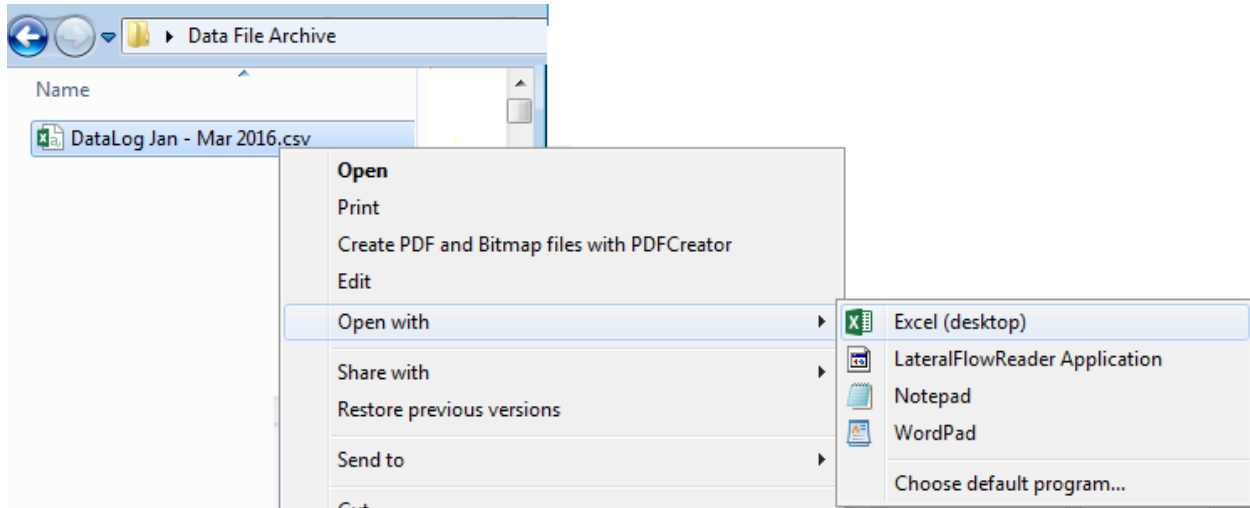 Data File Archive
Name
DataLog Jan - Mar 2016.csv
Open
Print
Create PDF and Bitmap files with PDFCreator
Edit
Open with
Excel (desktop)
LateralFlowReader Application
Notepad
WordPad
Choose default program...
Share with
Restore previous versions
Send to
Cut